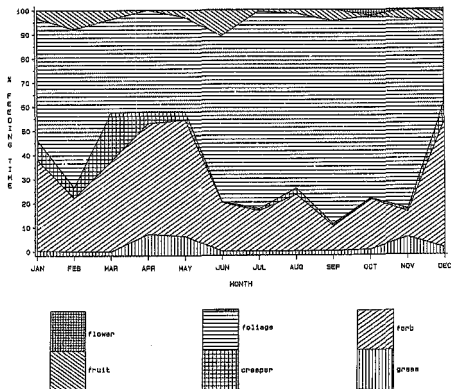 100
90
80
70
60
50
40
30
20
10
0
% FEEDING TIME
JAN FEB MAR APR MAY JUN JUL AUG SEP OCT NOV DEC
MONTH
flower foliage forb
fruit creeper grass